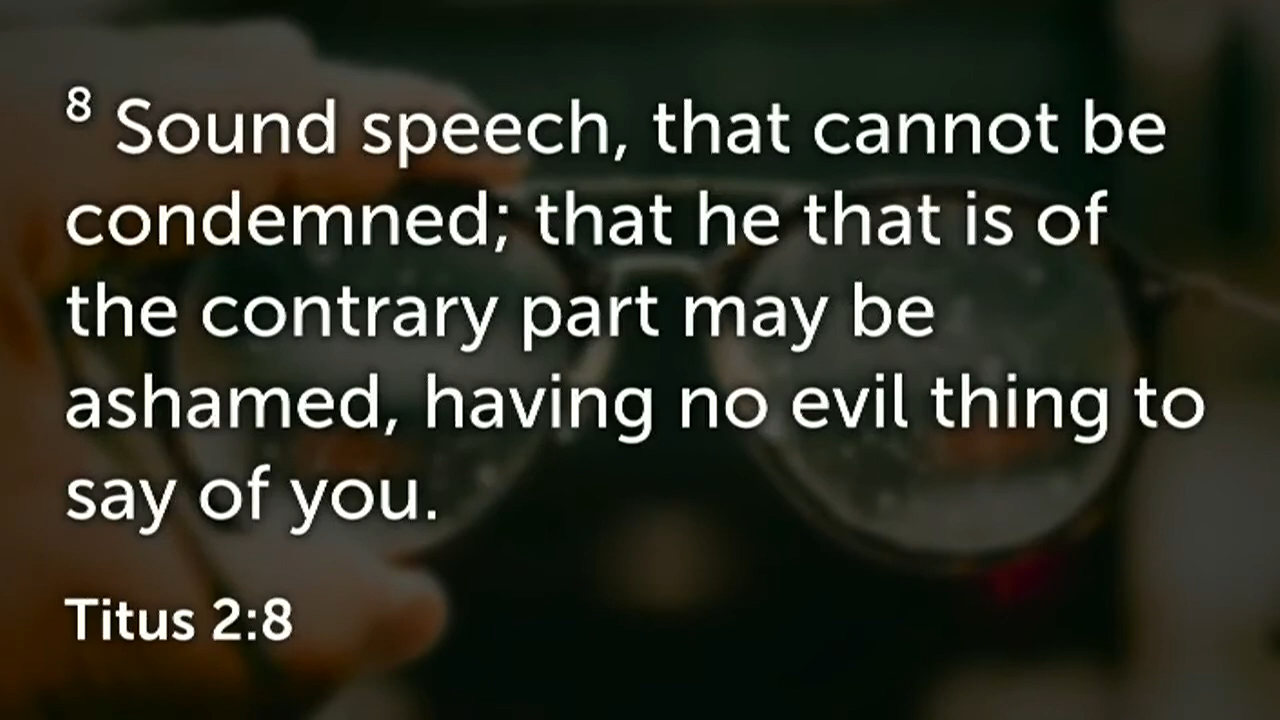 8 Sound speech, that cannot be
condemned; that he that is of
the contrary part may be
ashamed, having no evil thing to
say of you.
Titus 2:8